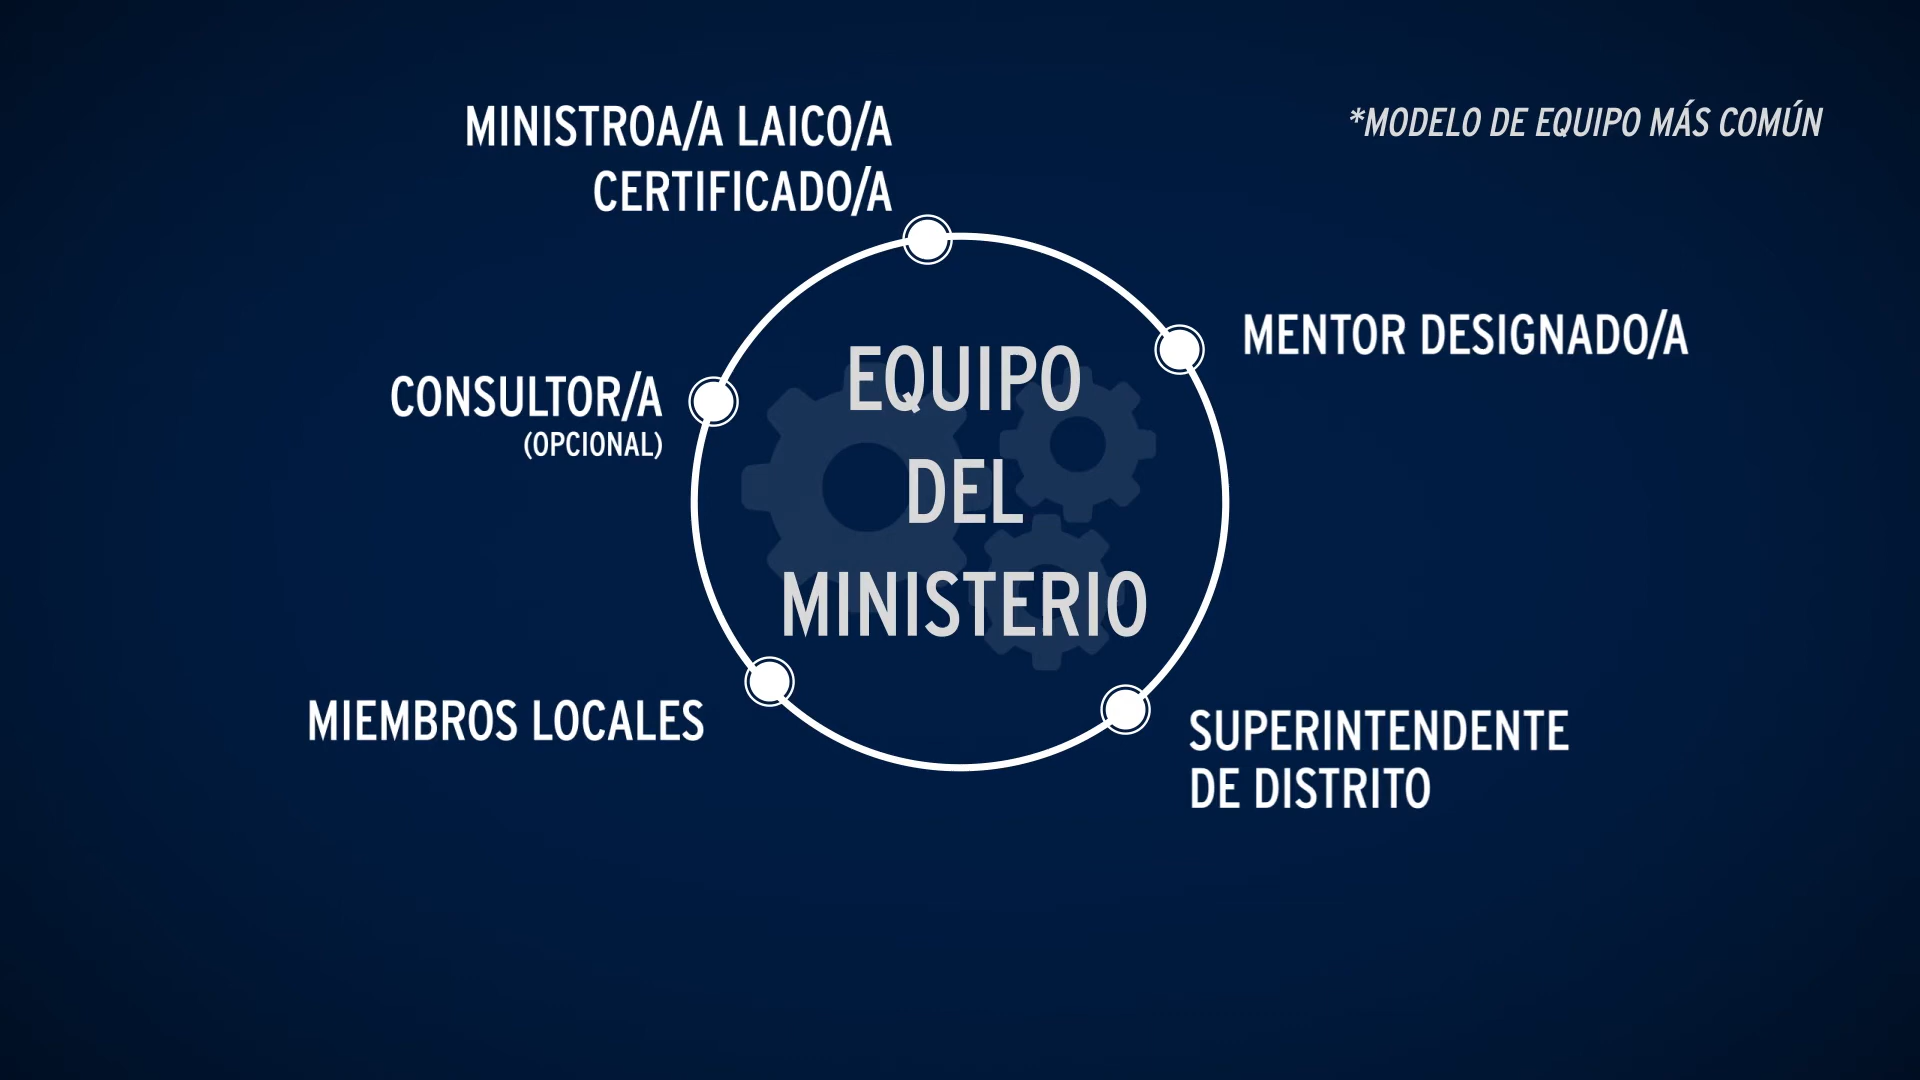 MINISTROA/A LAICO/A
CERTIFICADO/A
*MODELO DE EQUIPO MÁS COMÚN
MENTOR DESIGNADO/A
CONSULTOR/A
(OPCIONAL)
EQUIPO
DEL
MINISTERIO
MIEMBROS LOCALES
SUPERINTENDENTE
DE DISTRITO